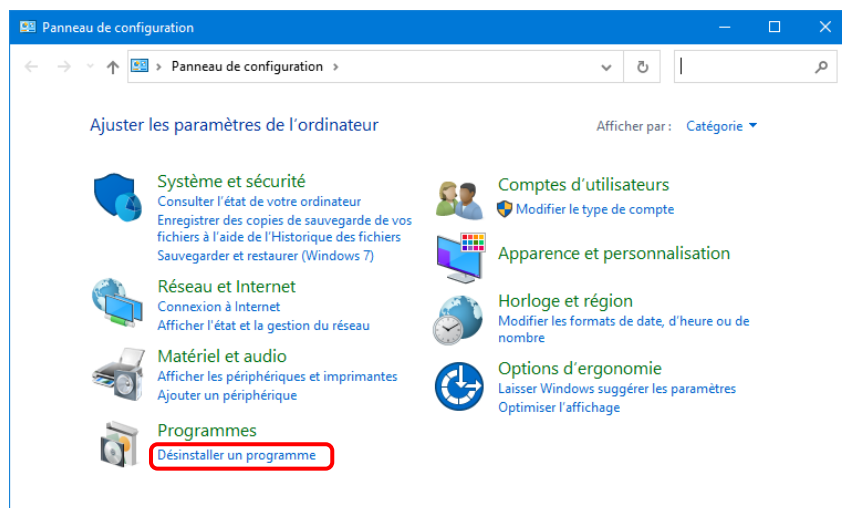 Panneau de configuration
Panneau de configuration
Ajuster les paramètres de l'ordinateur
Afficher par : Catégorie
Système et sécurité
Consulter l'état de votre ordinateur
Enregistrer des copies de sauvegarde de vos
fichiers à l'aide de l'Historique des fichiers
Sauvegarder et restaurer (Windows 7)
Réseau et Internet
Connexion à Internet
Afficher l'état et la gestion du réseau
Matériel et audio
Afficher les périphériques et imprimantes
Ajouter un périphérique
Programmes
Désinstaller un programme
Comptes d'utilisateurs
Modifier le type de compte
Apparence et personnalisation
Horloge et région
Modifier les formats de date, d'heure ou de
nombre
Options d'ergonomie
Laisser Windows suggérer les paramètres
Optimiser l'affichage